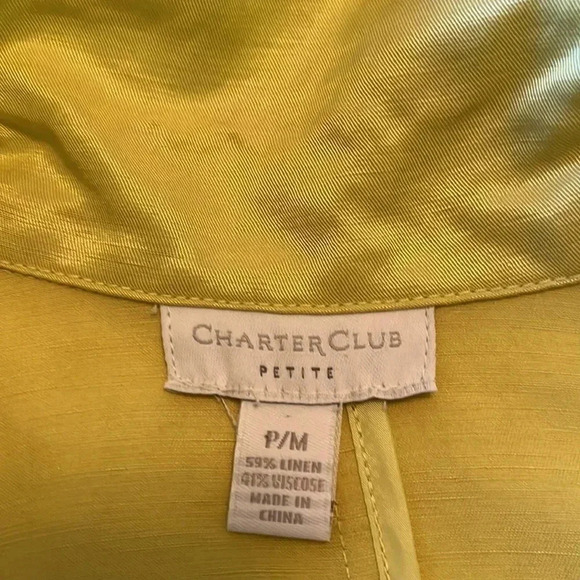 CHARTER CLUB
PETITE
P/M
59% LINEN
41% VISCOSE
MADE IN
CHINA